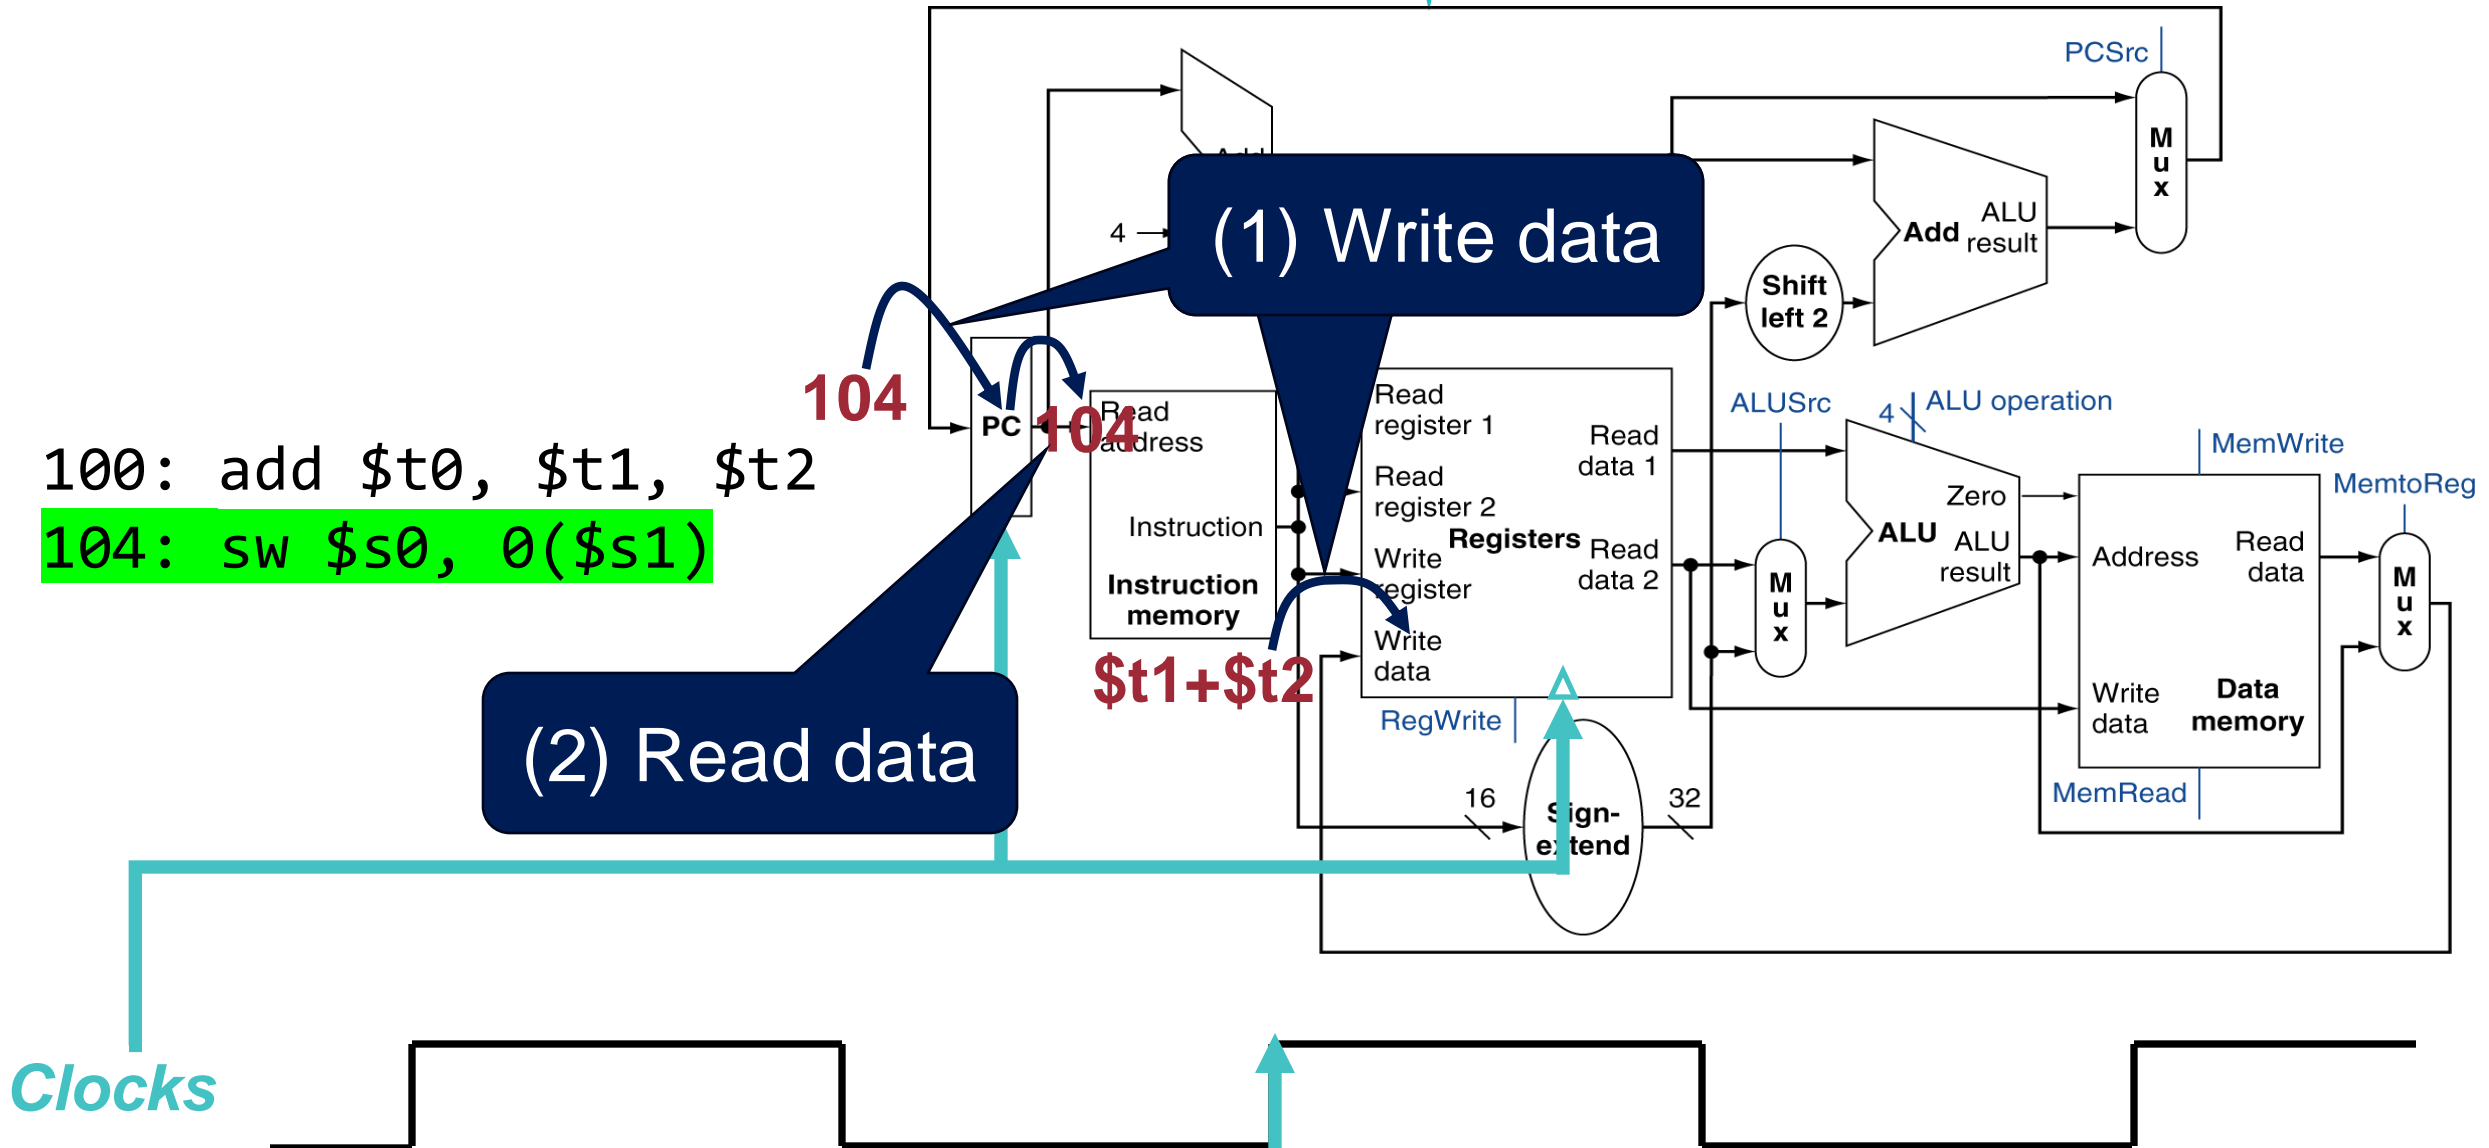 PCSrc
M
u
x
Add
4
(1) Write data
Add
ALU
result
Shift
left 2
104
PC
104
Read
address
Instruction
Instruction
memory
100: add $t0, $t1, $t2
104: sw $s0, 0($s1)
Read
register 1
Read
register 2
Write
register
Write
data
Registers
Read
data 1
Read
data 2
$t1+$t2
RegWrite
ALUSrc
M
u
x
4
ALU operation
Zero
ALU
ALU
result
MemWrite
Address
Read
data
Write
data
Data
memory
MemRead
MemtoReg
M
u
x
(2) Read data
16
Sign-
extend
32
Clocks